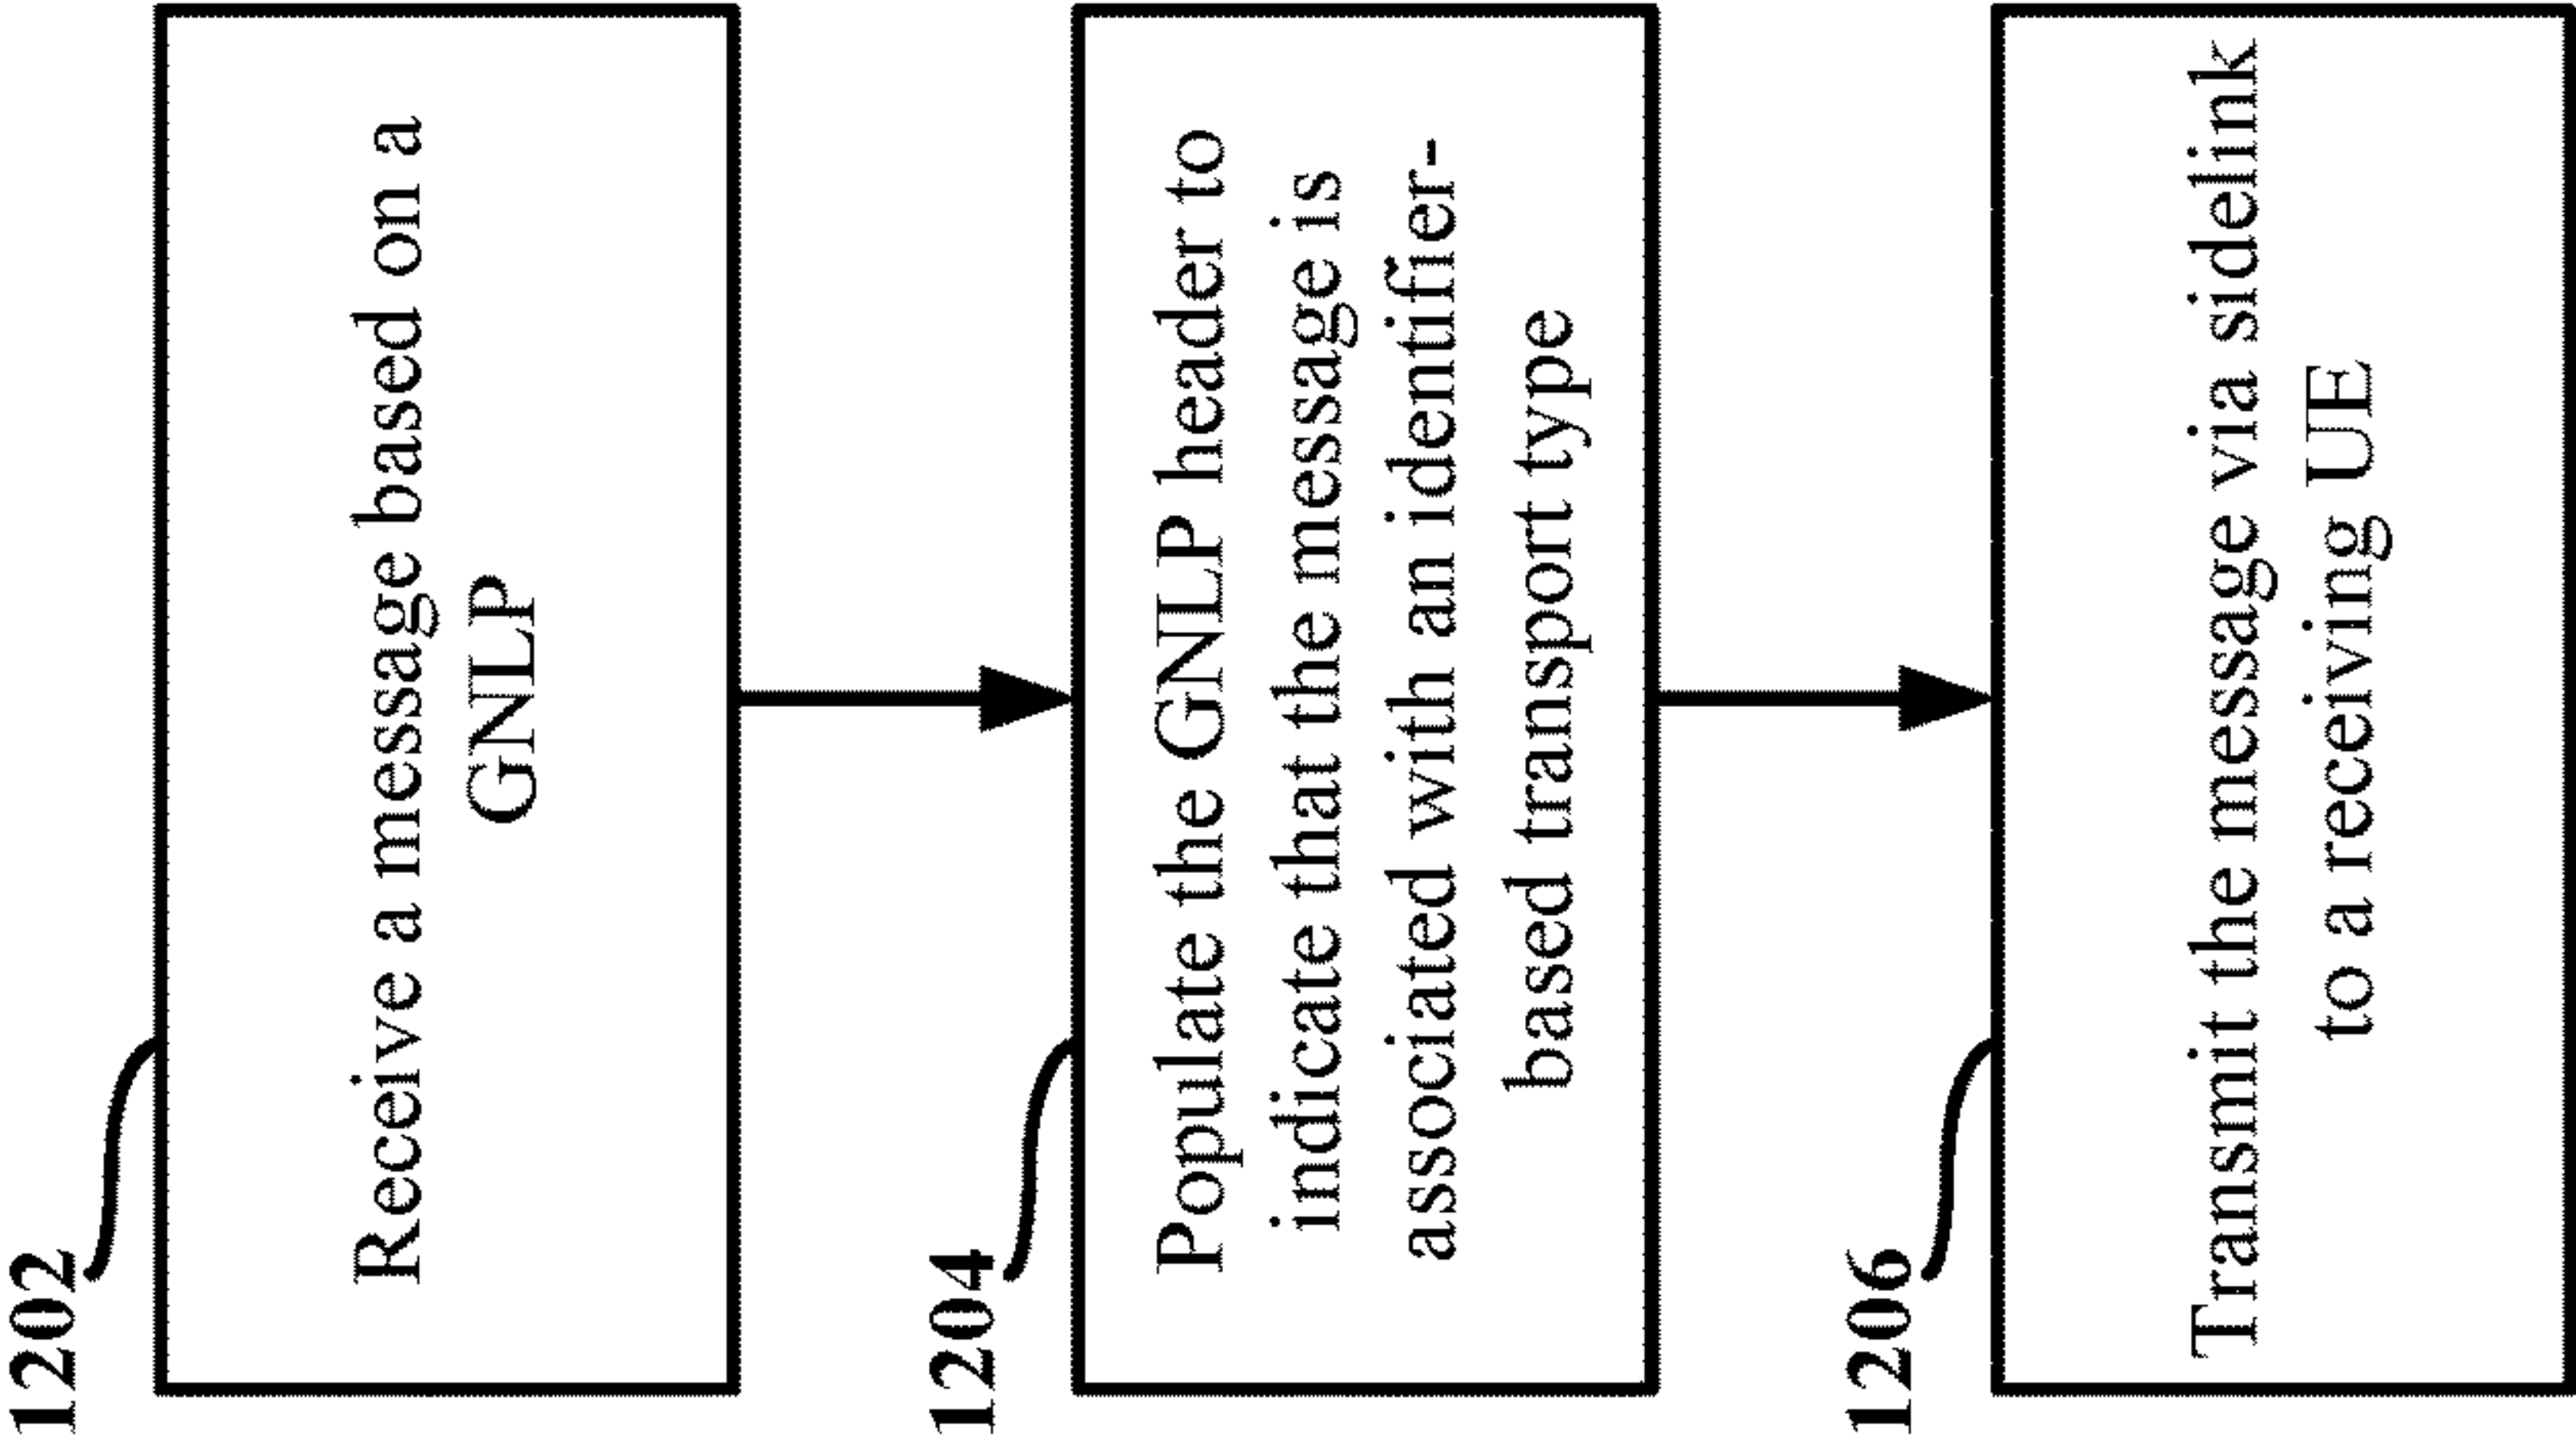 1202
Receive a message based on a
GNLP
1204
Populate the GNLP header to
indicate that the message is
associated with an identifier-
based transport type
1206
Transmit the message via sidelink
to a receiving UE